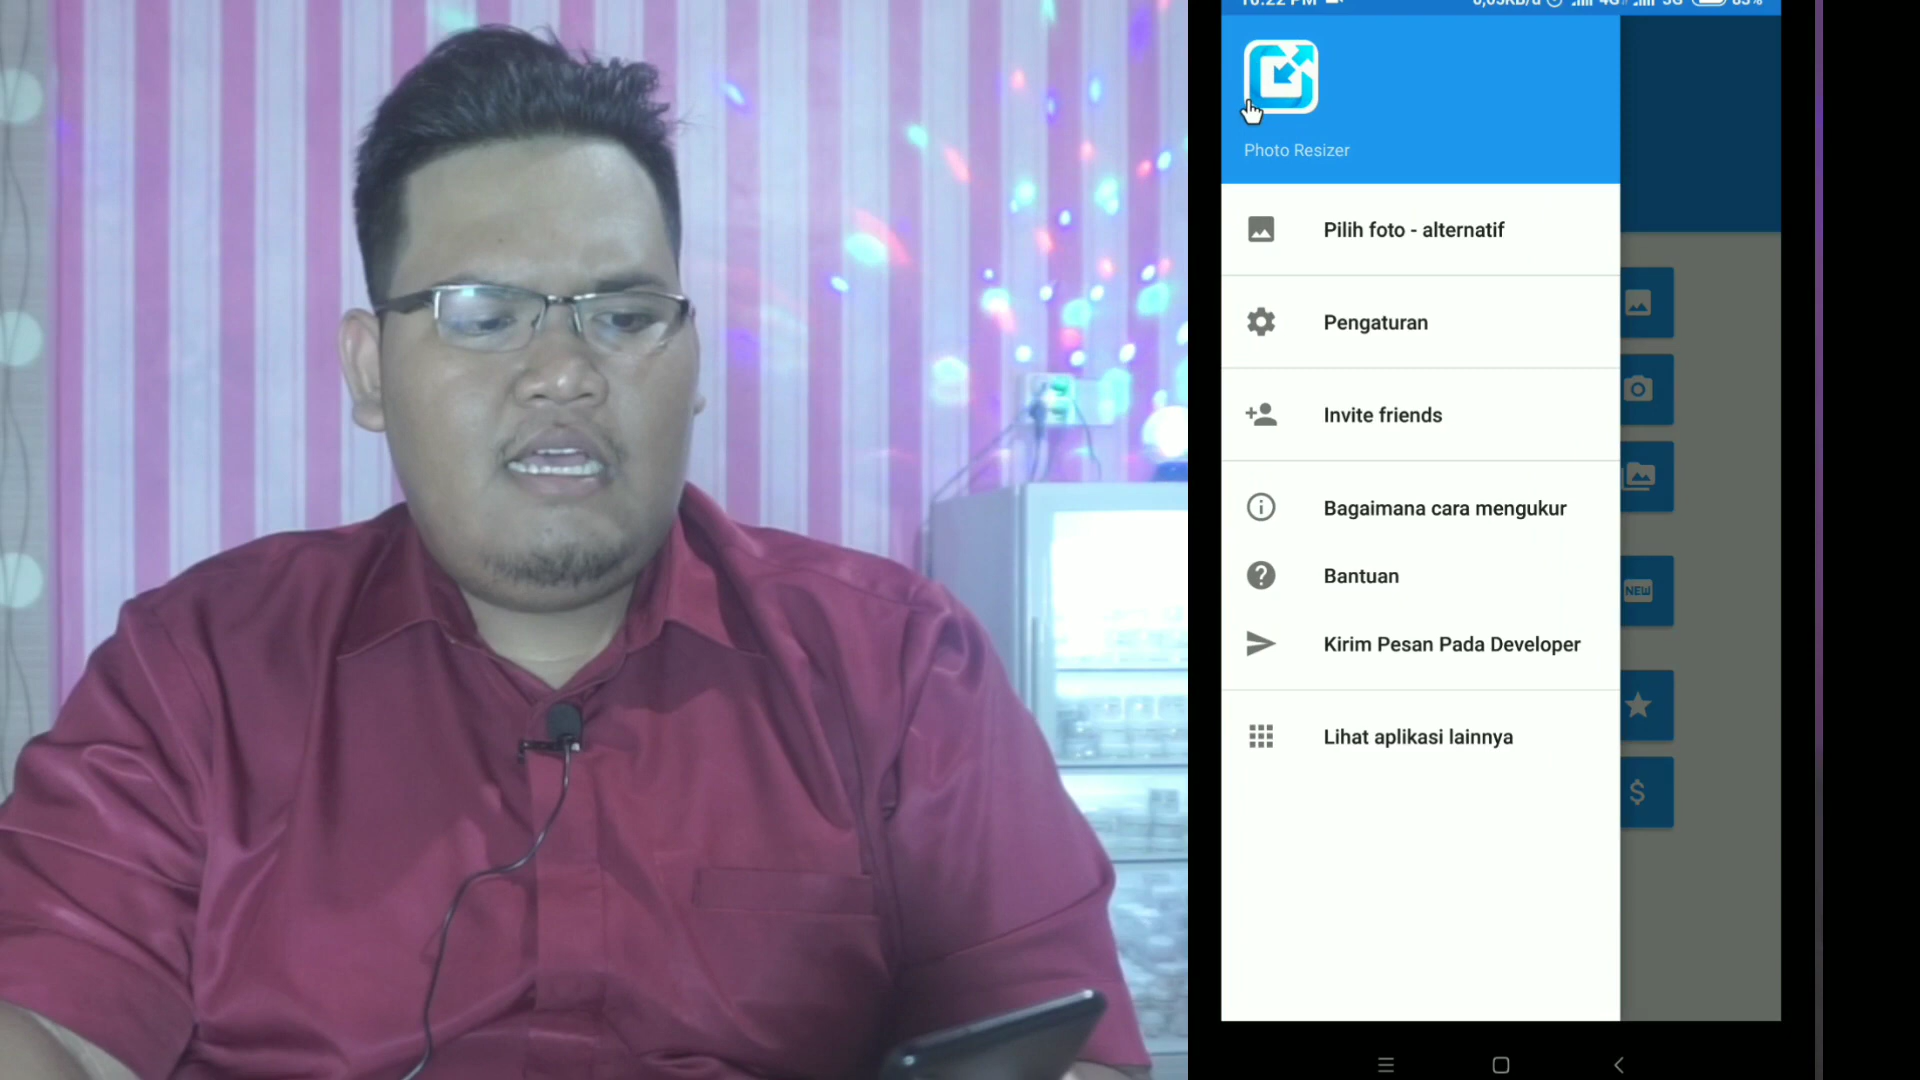 Photo Resizer
Pilih foto - alternatif
Pengaturan
Invite friends
Bagaimana cara mengukur
Bantuan
Kirim Pesan Pada Developer
Lihat aplikasi lainnya
NEW
$